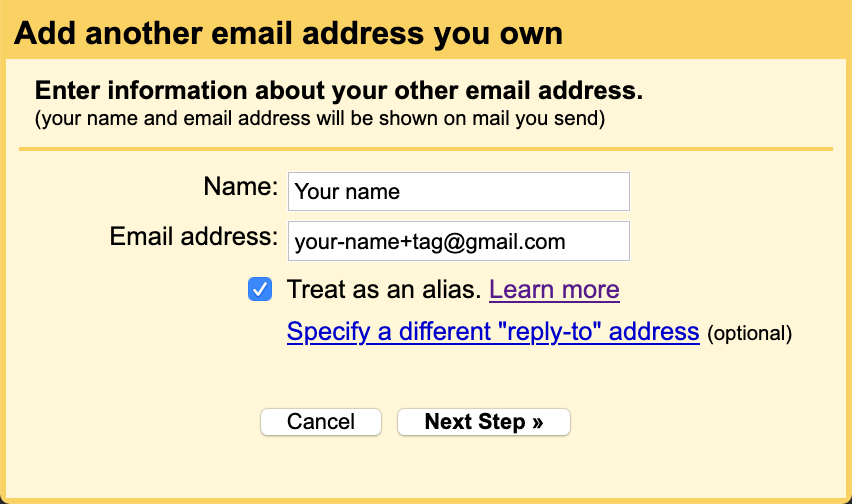 Add another email address you own
Enter information about your other email address.
(your name and email address will be shown on mail you send)
Name: Your name
Email address: your-name+tag@gmail.com
Treat as an alias. Learn more
Specify a different "reply-to" address (optional)
Cancel Next Step »